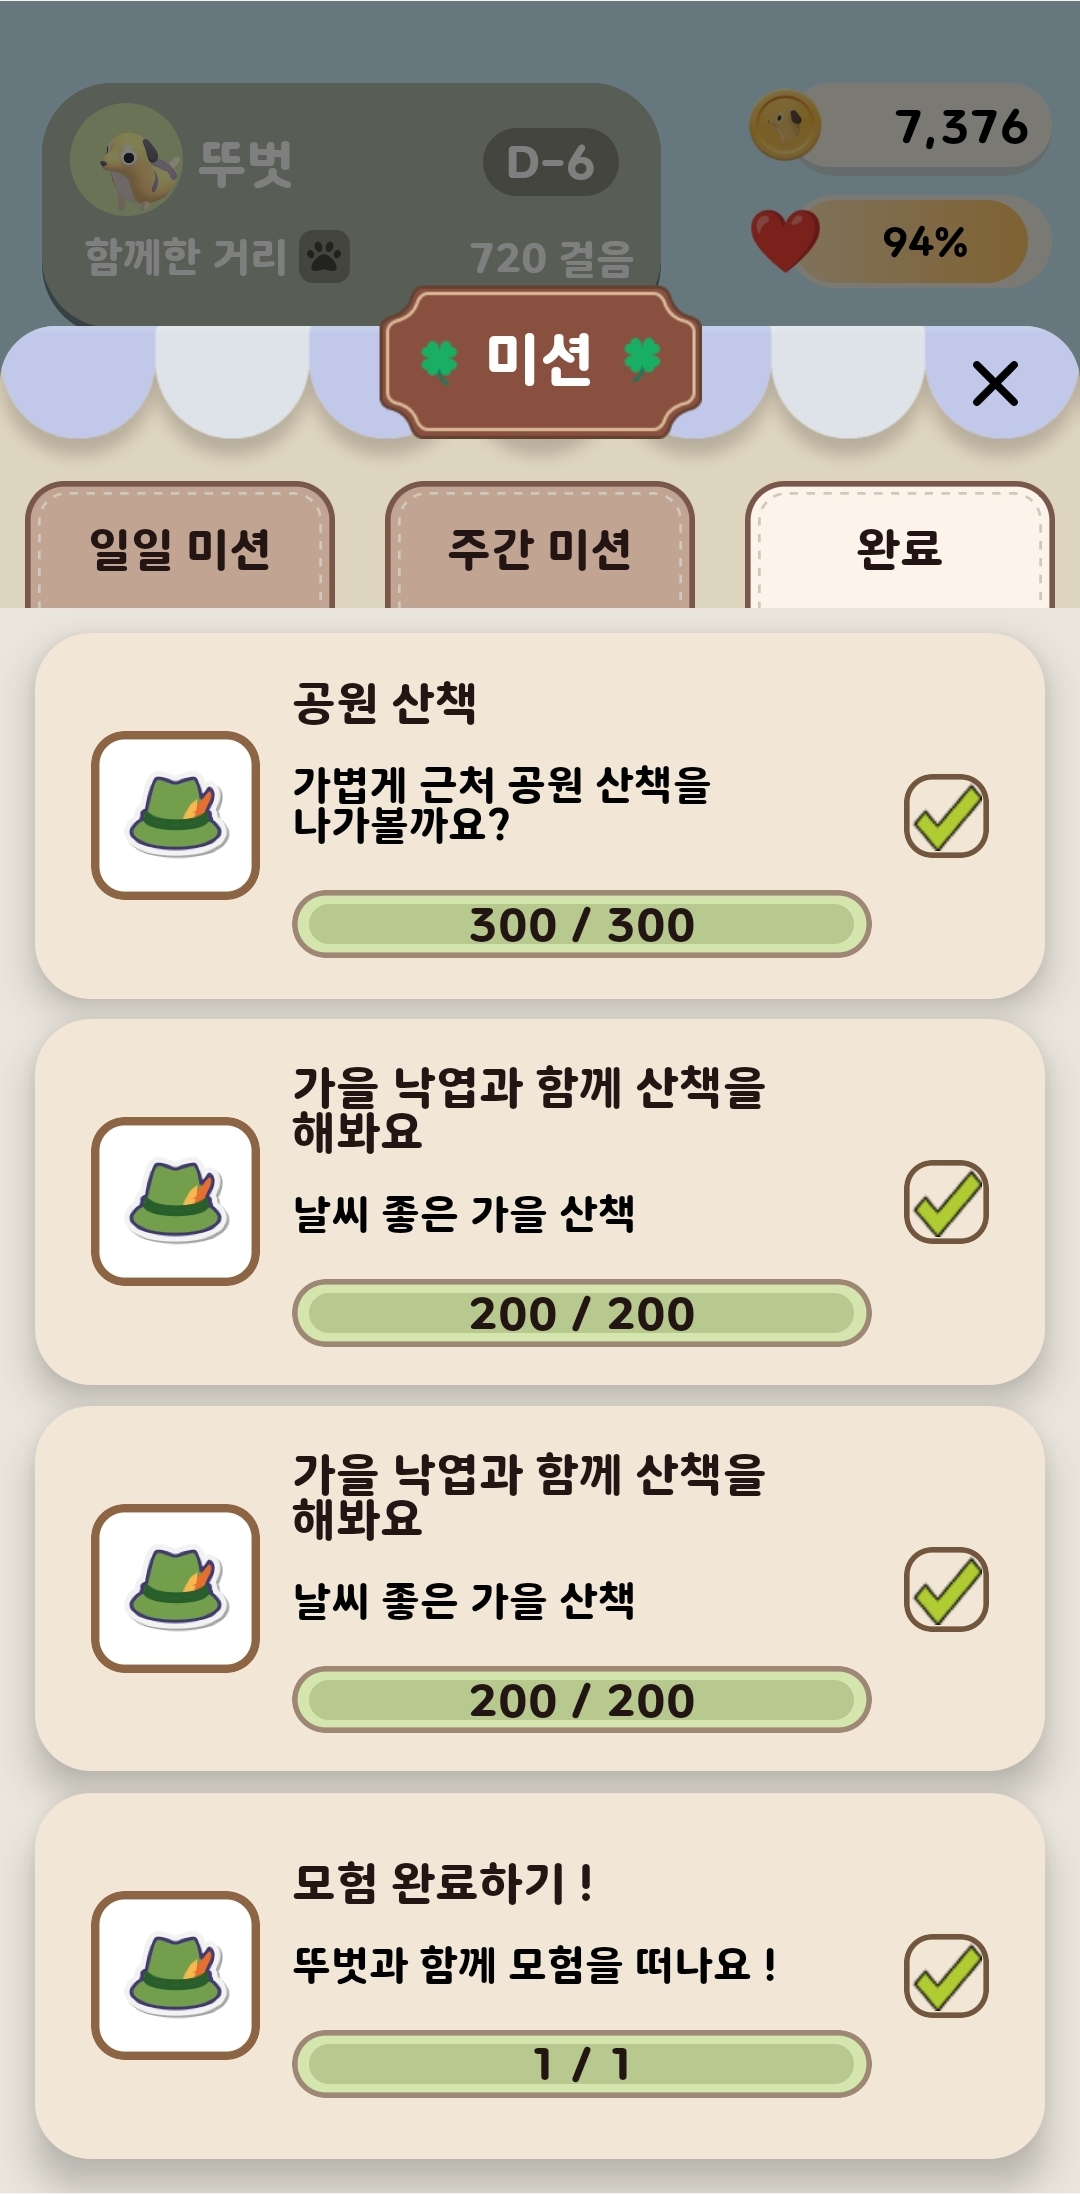 뚜벗
D-6
7,376
함께한 거리
720 걸음
94%
미션
일일 미션
주간 미션
완료
공원 산책
가볍게 근처 공원 산책을
나가볼까요?
300 / 300
가을 낙엽과 함께 산책을
해봐요
날씨 좋은 가을 산책
200 / 200
가을 낙엽과 함께 산책을
해봐요
날씨 좋은 가을 산책
200 / 200
모험 완료하기 !
뚜벗과 함께 모험을 떠나요 !
1 / 1